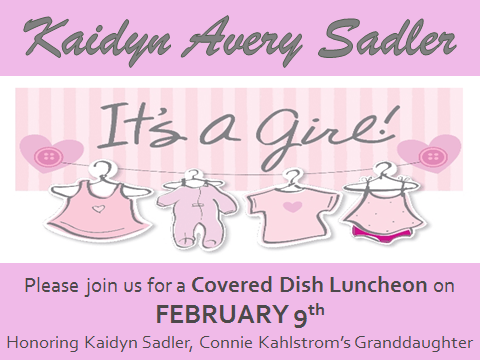 Kaidyn Avery Sadler
It's a Girl!
Please join us for a Covered Dish Luncheon on
FEBRUARY 9th
Honoring Kaidyn Sadler, Connie Kahlstrom's Granddaughter